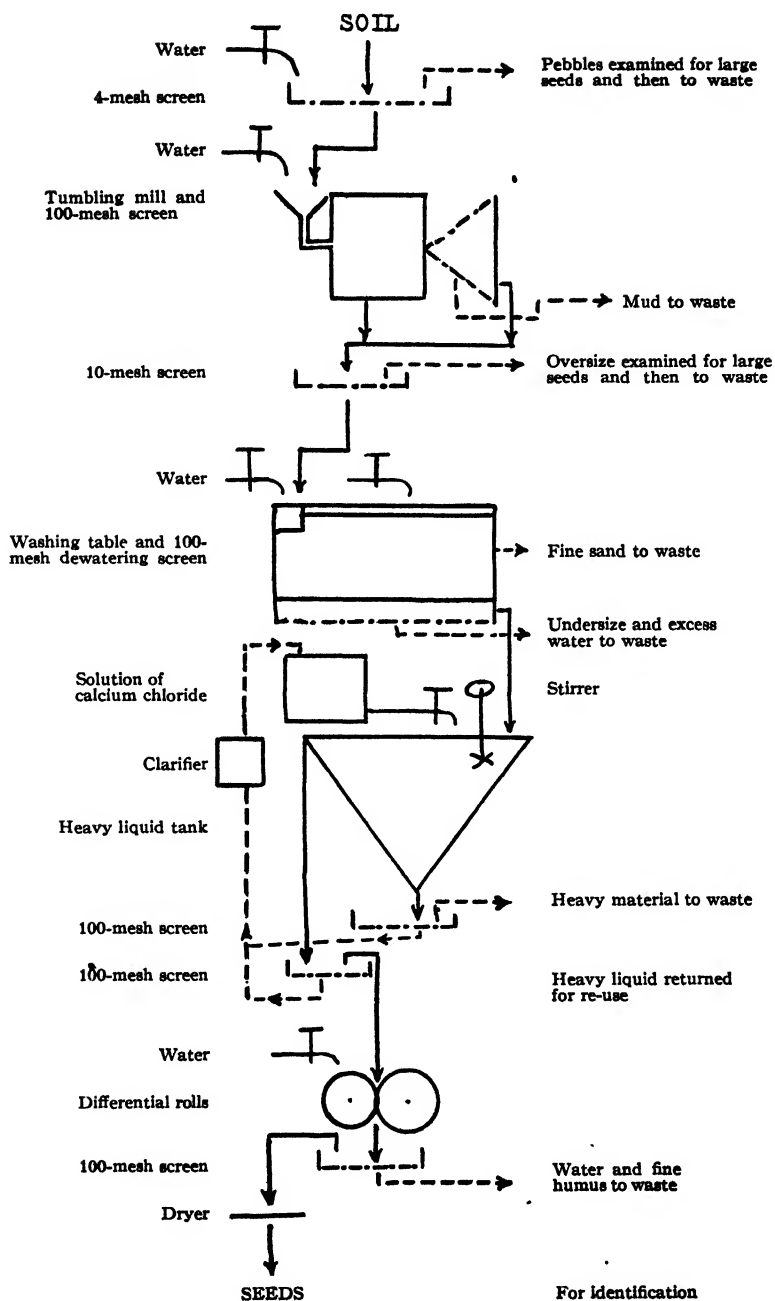 SOIL
Water
Pebbles examined for large
seeds and then to waste
4-mesh screen
Water
Tumbling mill and
100-mesh screen
Mud to waste
10-mesh screen
Oversize examined for large
seeds and then to waste
Water
Washing table and 100-
mesh dewatering screen
Fine sand to waste
Undersize and excess
water to waste
Solution of
calcium chloride
Stirrer
Clarifier
Heavy liquid tank
Heavy material to waste
100-mesh screen
100-mesh screen
Heavy liquid returned
for re-use
Water
Differential rolls
100-mesh screen
Water and fine
humus to waste
Dryer
SEEDS
For identification